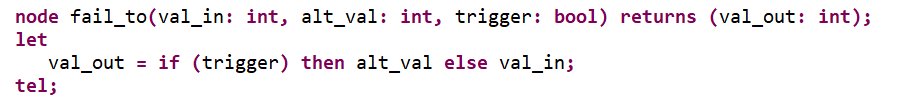 node fail_to(val_in: int, alt_val: int, trigger: bool) returns (val_out: int);
let
   val_out = if (trigger) then alt_val else val_in;
tel;